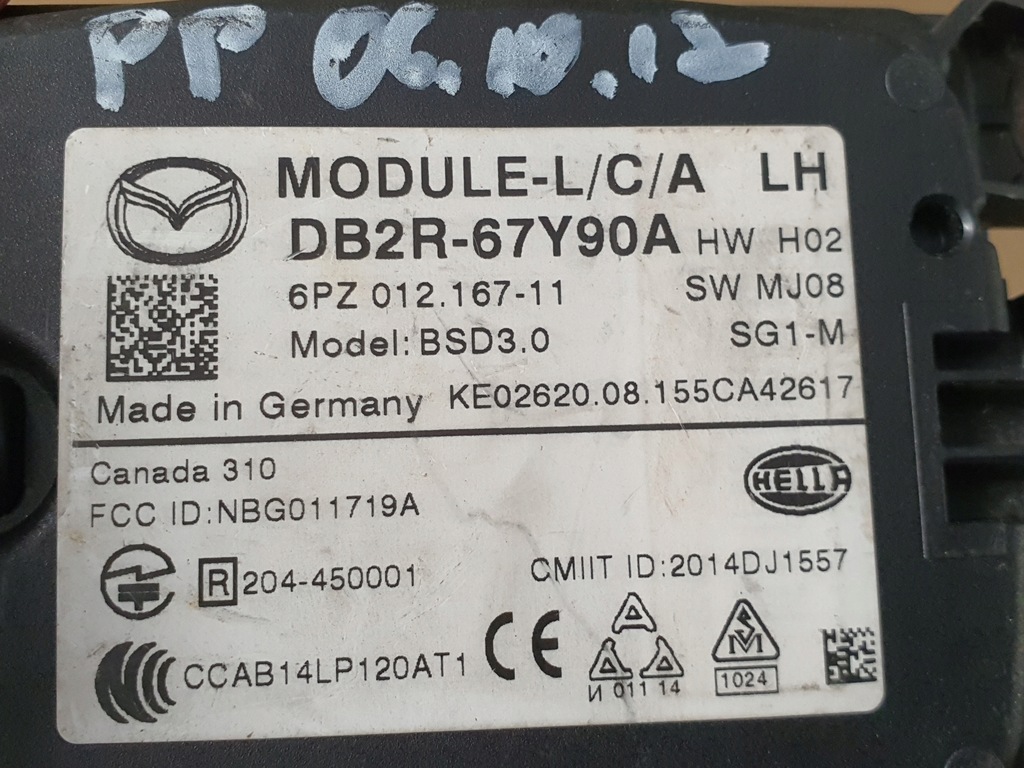 PP 06.10.12
MODULE-L/C/A LH
DB2R-67Y90A HW H02
6PZ 012.167-11 SW MJ08
Model: BSD3.0 SG1-M
Made in Germany KE02620.08.155CA42617
Canada 310
HELLA
FCC ID:NBG011719A
R 204-450001 CMIIT ID:2014DJ1557
CCAB14LP120AT1 CE
И 011 14
SM
1024